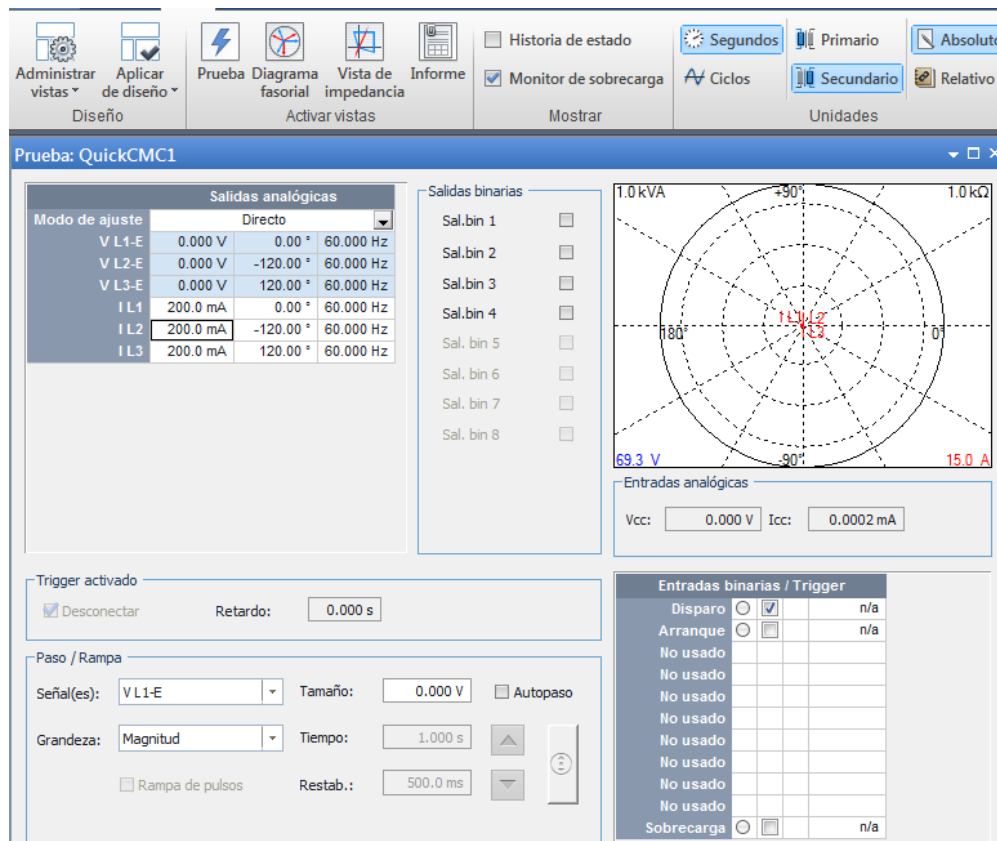 Administrar vistas
Aplicar de diseño
Diseño
Prueba
Diagrama fasorial
Vista de impedancia
Informe
Activar vistas
Historia de estado
Monitor de sobrecarga
Mostrar
Segundos
Ciclos
Primario
Secundario
Absoluto
Relativo
Unidades
Prueba: QuickCMC1
Salidas analógicas
Modo de ajuste Directo
V L1-E 0.000 V 0.00 ° 60.000 Hz
V L2-E 0.000 V -120.00 ° 60.000 Hz
V L3-E 0.000 V 120.00 ° 60.000 Hz
I L1 200.0 mA 0.00 ° 60.000 Hz
I L2 200.0 mA -120.00 ° 60.000 Hz
I L3 200.0 mA 120.00 ° 60.000 Hz
Salidas binarias
Sal.bin 1
Sal.bin 2
Sal.bin 3
Sal.bin 4
Sal. bin 5
Sal. bin 6
Sal. bin 7
Sal. bin 8
1.0 kVA +90° 1.0 kΩ
I L1 L2
180° L3 0°
69.3 V -90° 15.0 A
Entradas analógicas
Vcc: 0.000 V Icc: 0.0002 mA
Trigger activado
Desconectar Retardo: 0.000 s
Paso / Rampa
Señal(es): V L1-E Tamaño: 0.000 V Autopaso
Grandeza: Magnitud Tiempo: 1.000 s
Rampa de pulsos Restab.: 500.0 ms
Entradas binarias / Trigger
Disparo n/a
Arranque n/a
No usado
No usado
No usado
No usado
No usado
No usado
No usado
No usado
Sobrecarga n/a